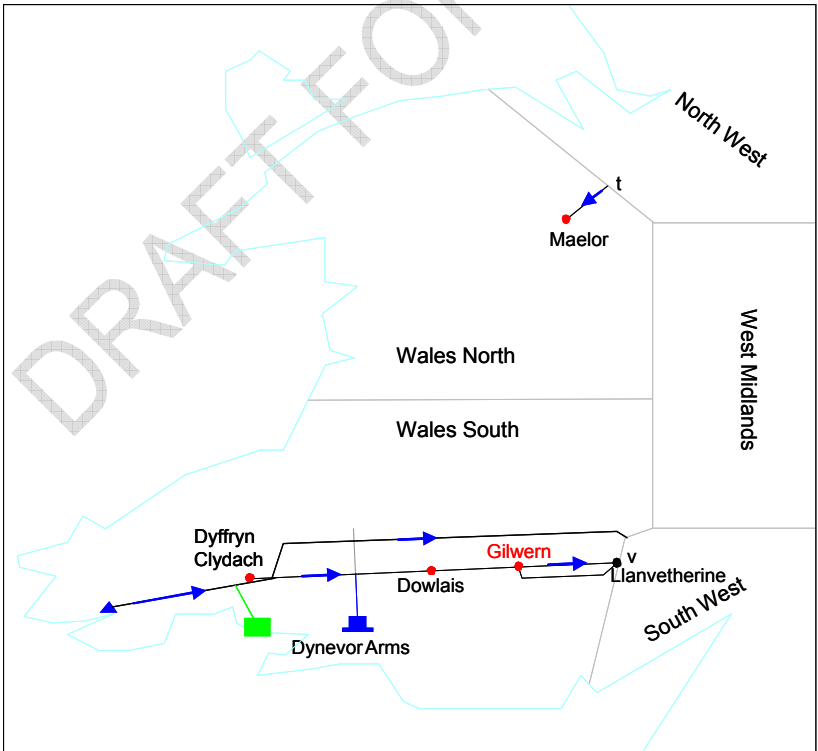 DRAFT FO
North West
t
Maelor
West Midlands
Wales North
Wales South
Dyffryn
Clydach
Gilwern
v
Dowlais
Llanvetherine
South West
Dynevor Arms